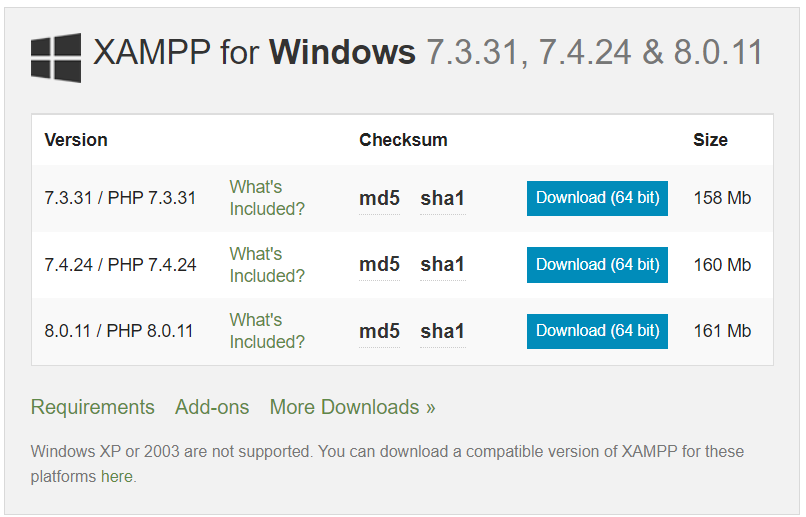 XAMPP for Windows 7.3.31, 7.4.24 & 8.0.11
Version Checksum Size
7.3.31 / PHP 7.3.31 What's Included? md5 sha1 Download (64 bit) 158 Mb
7.4.24 / PHP 7.4.24 What's Included? md5 sha1 Download (64 bit) 160 Mb
8.0.11 / PHP 8.0.11 What's Included? md5 sha1 Download (64 bit) 161 Mb
Requirements Add-ons More Downloads »
Windows XP or 2003 are not supported. You can download a compatible version of XAMPP for these
platforms here.